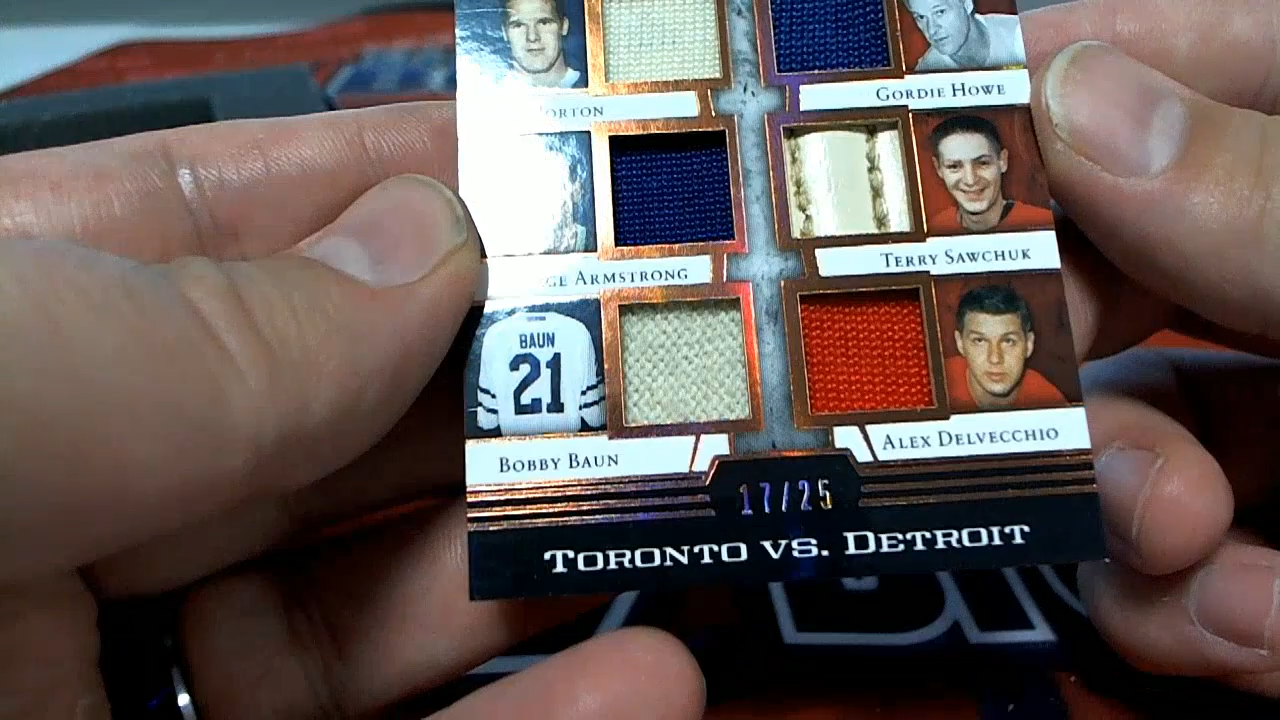 ORTON
GORDIE HOWE
GE ARMSTRONG
TERRY SAWCHUK
BAUN
21
BOBBY BAUN
ALEX DELVECCHIO
17/25
TORONTO VS. DETROIT